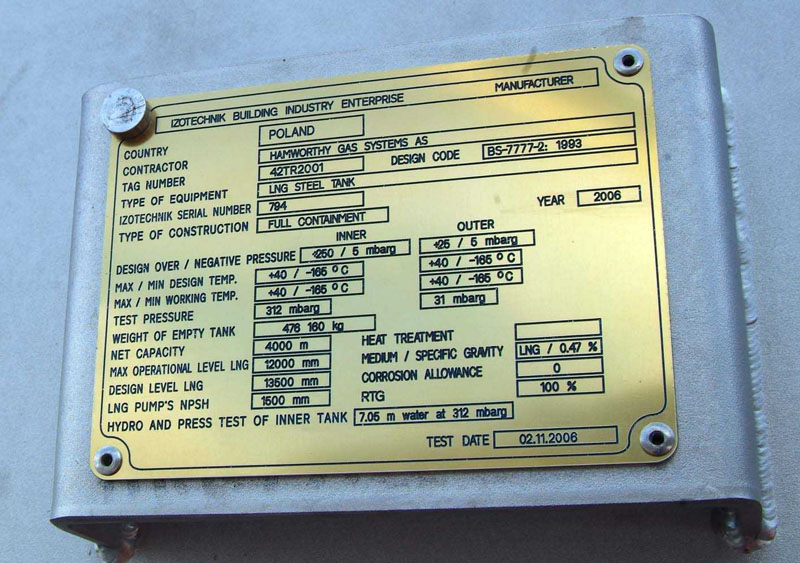 IZOTECHNIK BUILDING INDUSTRY ENTERPRISE MANUFACTURER
COUNTRY POLAND
CONTRACTOR HAMWORTHY GAS SYSTEMS AS
TAG NUMBER 42TR2001 DESIGN CODE BS-7777-2: 1993
TYPE OF EQUIPMENT LNG STEEL TANK
IZOTECHNIK SERIAL NUMBER 794 YEAR 2006
TYPE OF CONSTRUCTION FULL CONTAINMENT
INNER OUTER
DESIGN OVER / NEGATIVE PRESSURE +250 / 5 mbarg +25 / 5 mbarg
MAX / MIN DESIGN TEMP. +40 / -165 °C +40 / -165 °C
MAX / MIN WORKING TEMP. +40 / -165 °C +40 / -165 °C
TEST PRESSURE 312 mbarg 31 mbarg
WEIGHT OF EMPTY TANK 476 160 kg HEAT TREATMENT
NET CAPACITY 4000 m MEDIUM / SPECIFIC GRAVITY LNG / 0.47 %
MAX OPERATIONAL LEVEL LNG 12000 mm CORROSION ALLOWANCE 0
DESIGN LEVEL LNG 13500 mm RTG 100 %
LNG PUMP'S NPSH 1500 mm
HYDRO AND PRESS TEST OF INNER TANK 7.05 m water at 312 mbarg
TEST DATE 02.11.2006